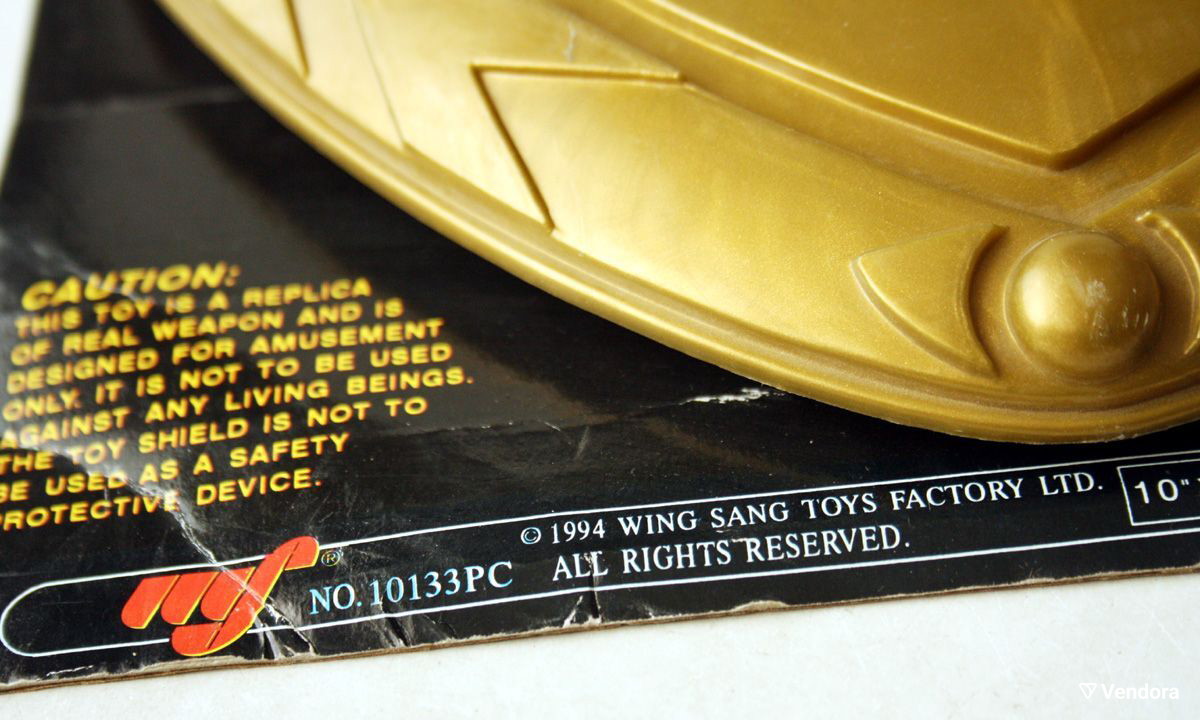 CAUTION:
THIS TOY IS A REPLICA
OF REAL WEAPON AND IS
DESIGNED FOR AMUSEMENT
ONLY. IT IS NOT TO BE USED
AGAINST ANY LIVING BEINGS.
THE TOY SHIELD IS NOT TO
BE USED AS A SAFETY
PROTECTIVE DEVICE.
® NO. 10133PC
© 1994 WING SANG TOYS FACTORY LTD.
ALL RIGHTS RESERVED.
10"
Vendora